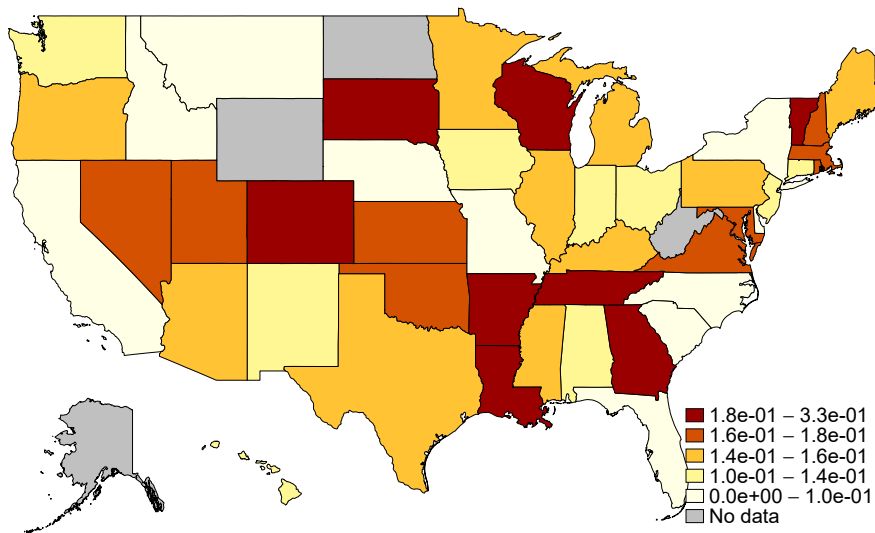 1.8e-01 – 3.3e-01
1.6e-01 – 1.8e-01
1.4e-01 – 1.6e-01
1.0e-01 – 1.4e-01
0.0e+00 – 1.0e-01
No data